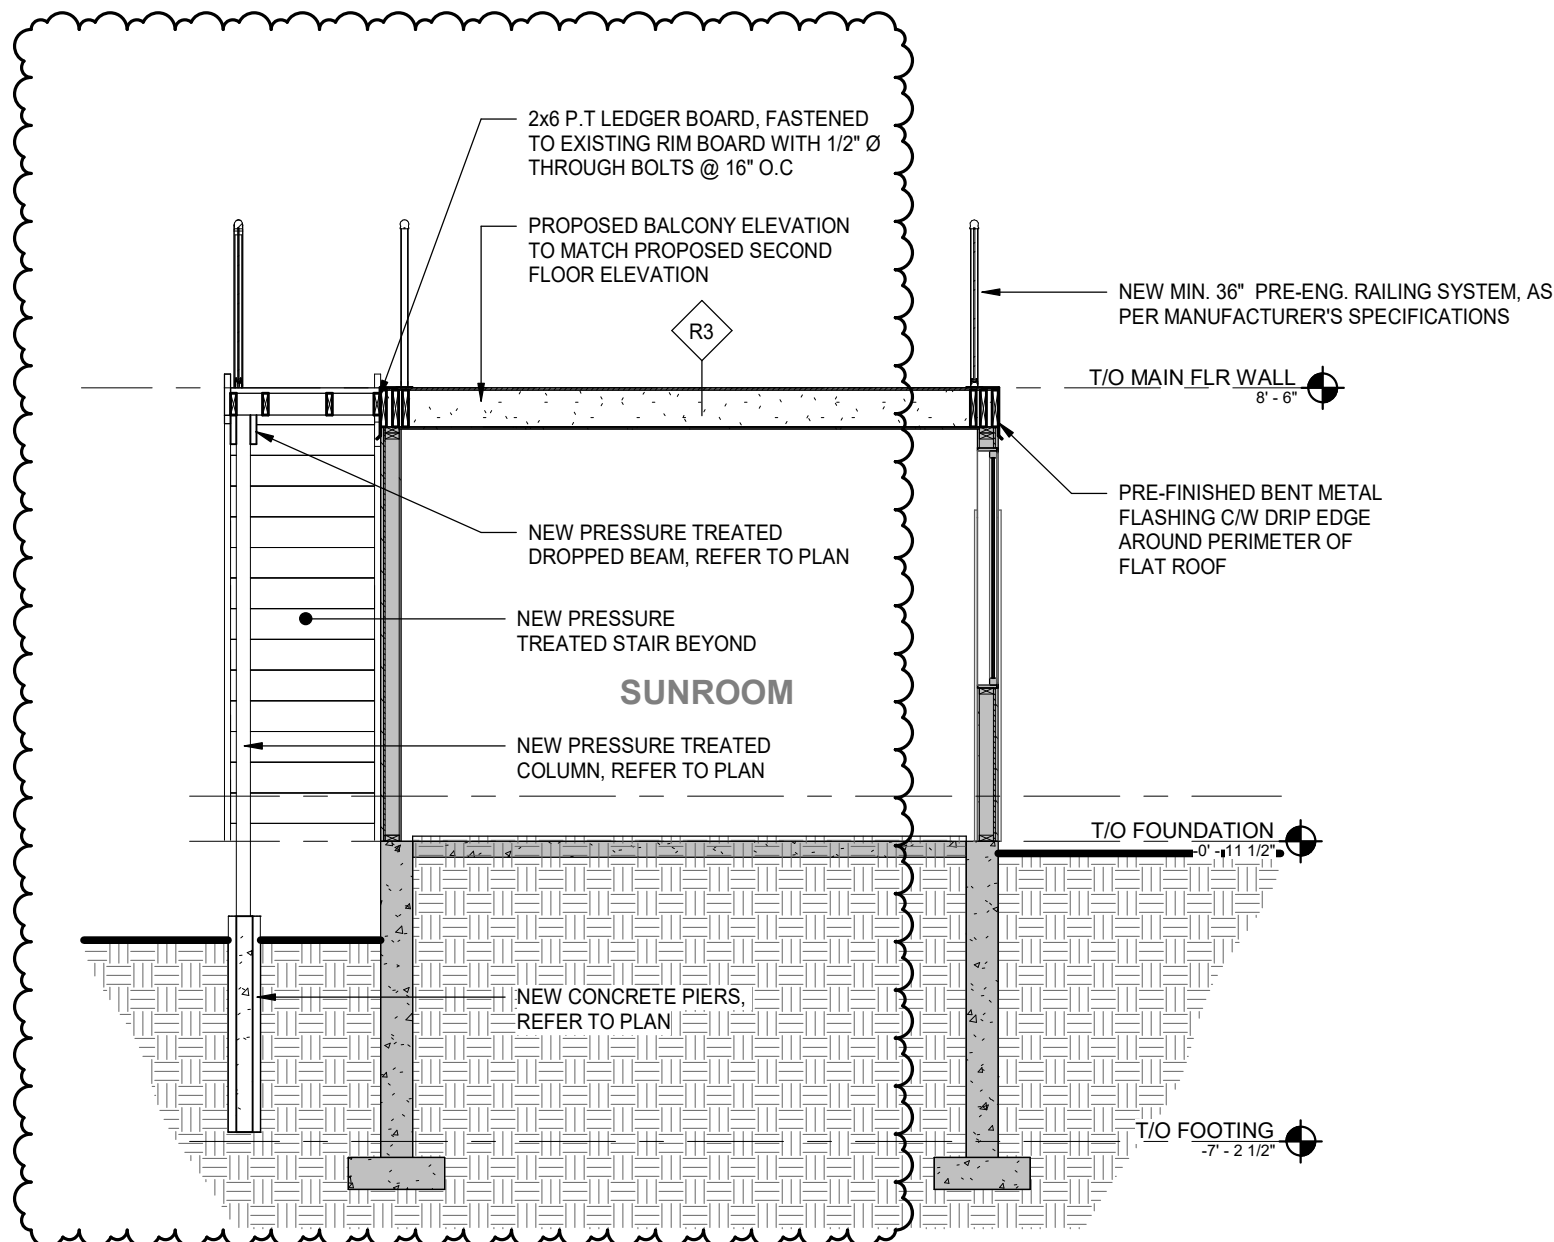 2x6 P.T LEDGER BOARD, FASTENED
TO EXISTING RIM BOARD WITH 1/2" Ø
THROUGH BOLTS @ 16" O.C
PROPOSED BALCONY ELEVATION
TO MATCH PROPOSED SECOND
FLOOR ELEVATION
NEW MIN. 36" PRE-ENG. RAILING SYSTEM, AS
PER MANUFACTURER'S SPECIFICATIONS
R3
T/O MAIN FLR WALL
8' - 6"
PRE-FINISHED BENT METAL
FLASHING C/W DRIP EDGE
AROUND PERIMETER OF
FLAT ROOF
NEW PRESSURE TREATED
DROPPED BEAM, REFER TO PLAN
NEW PRESSURE
TREATED STAIR BEYOND
SUNROOM
NEW PRESSURE TREATED
COLUMN, REFER TO PLAN
T/O FOUNDATION
-0' - 11 1/2"
NEW CONCRETE PIERS,
REFER TO PLAN
T/O FOOTING
-7' - 2 1/2"